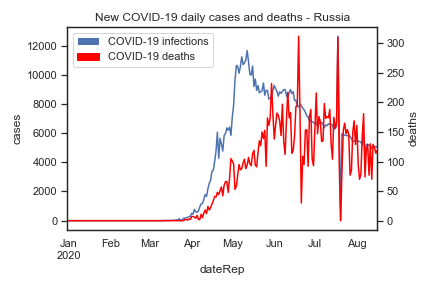 New COVID-19 daily cases and deaths - Russia
COVID-19 infections
COVID-19 deaths
12000
10000
8000
6000
4000
2000
0
cases
300
250
200
150
100
50
0
deaths
Jan Feb Mar Apr May Jun Jul Aug
2020
dateRep